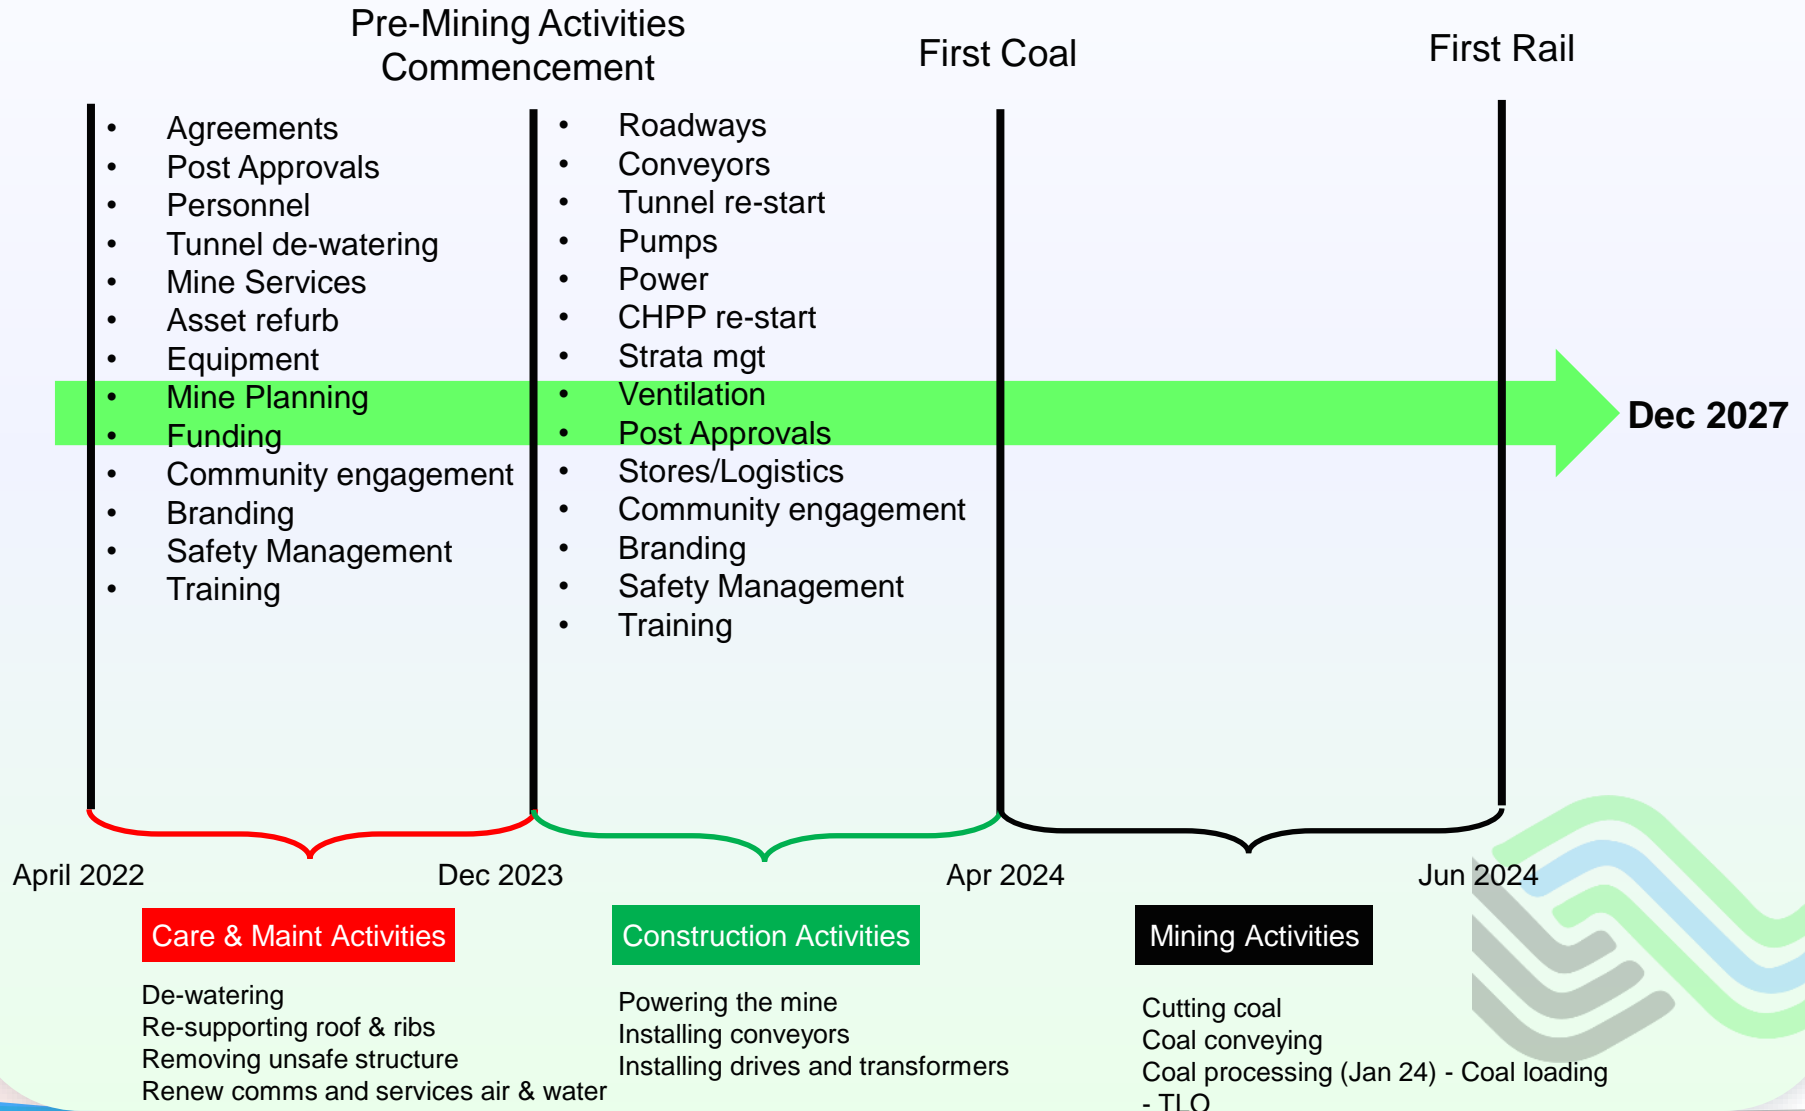 Pre-Mining Activities
Commencement
First Coal
First Rail
• Agreements
• Post Approvals
• Personnel
• Tunnel de-watering
• Mine Services
• Asset refurb
• Equipment
• Mine Planning
• Funding
• Community engagement
• Branding
• Safety Management
• Training
• Roadways
• Conveyors
• Tunnel re-start
• Pumps
• Power
• CHPP re-start
• Strata mgt
• Ventilation
• Post Approvals
• Stores/Logistics
• Community engagement
• Branding
• Safety Management
• Training
Dec 2027
April 2022
Dec 2023
Apr 2024
Jun 2024
Care & Maint Activities
De-watering
Re-supporting roof & ribs
Removing unsafe structure
Renew comms and services air & water
Construction Activities
Powering the mine
Installing conveyors
Installing drives and transformers
Mining Activities
Cutting coal
Coal conveying
Coal processing (Jan 24) - Coal loading
- TLO